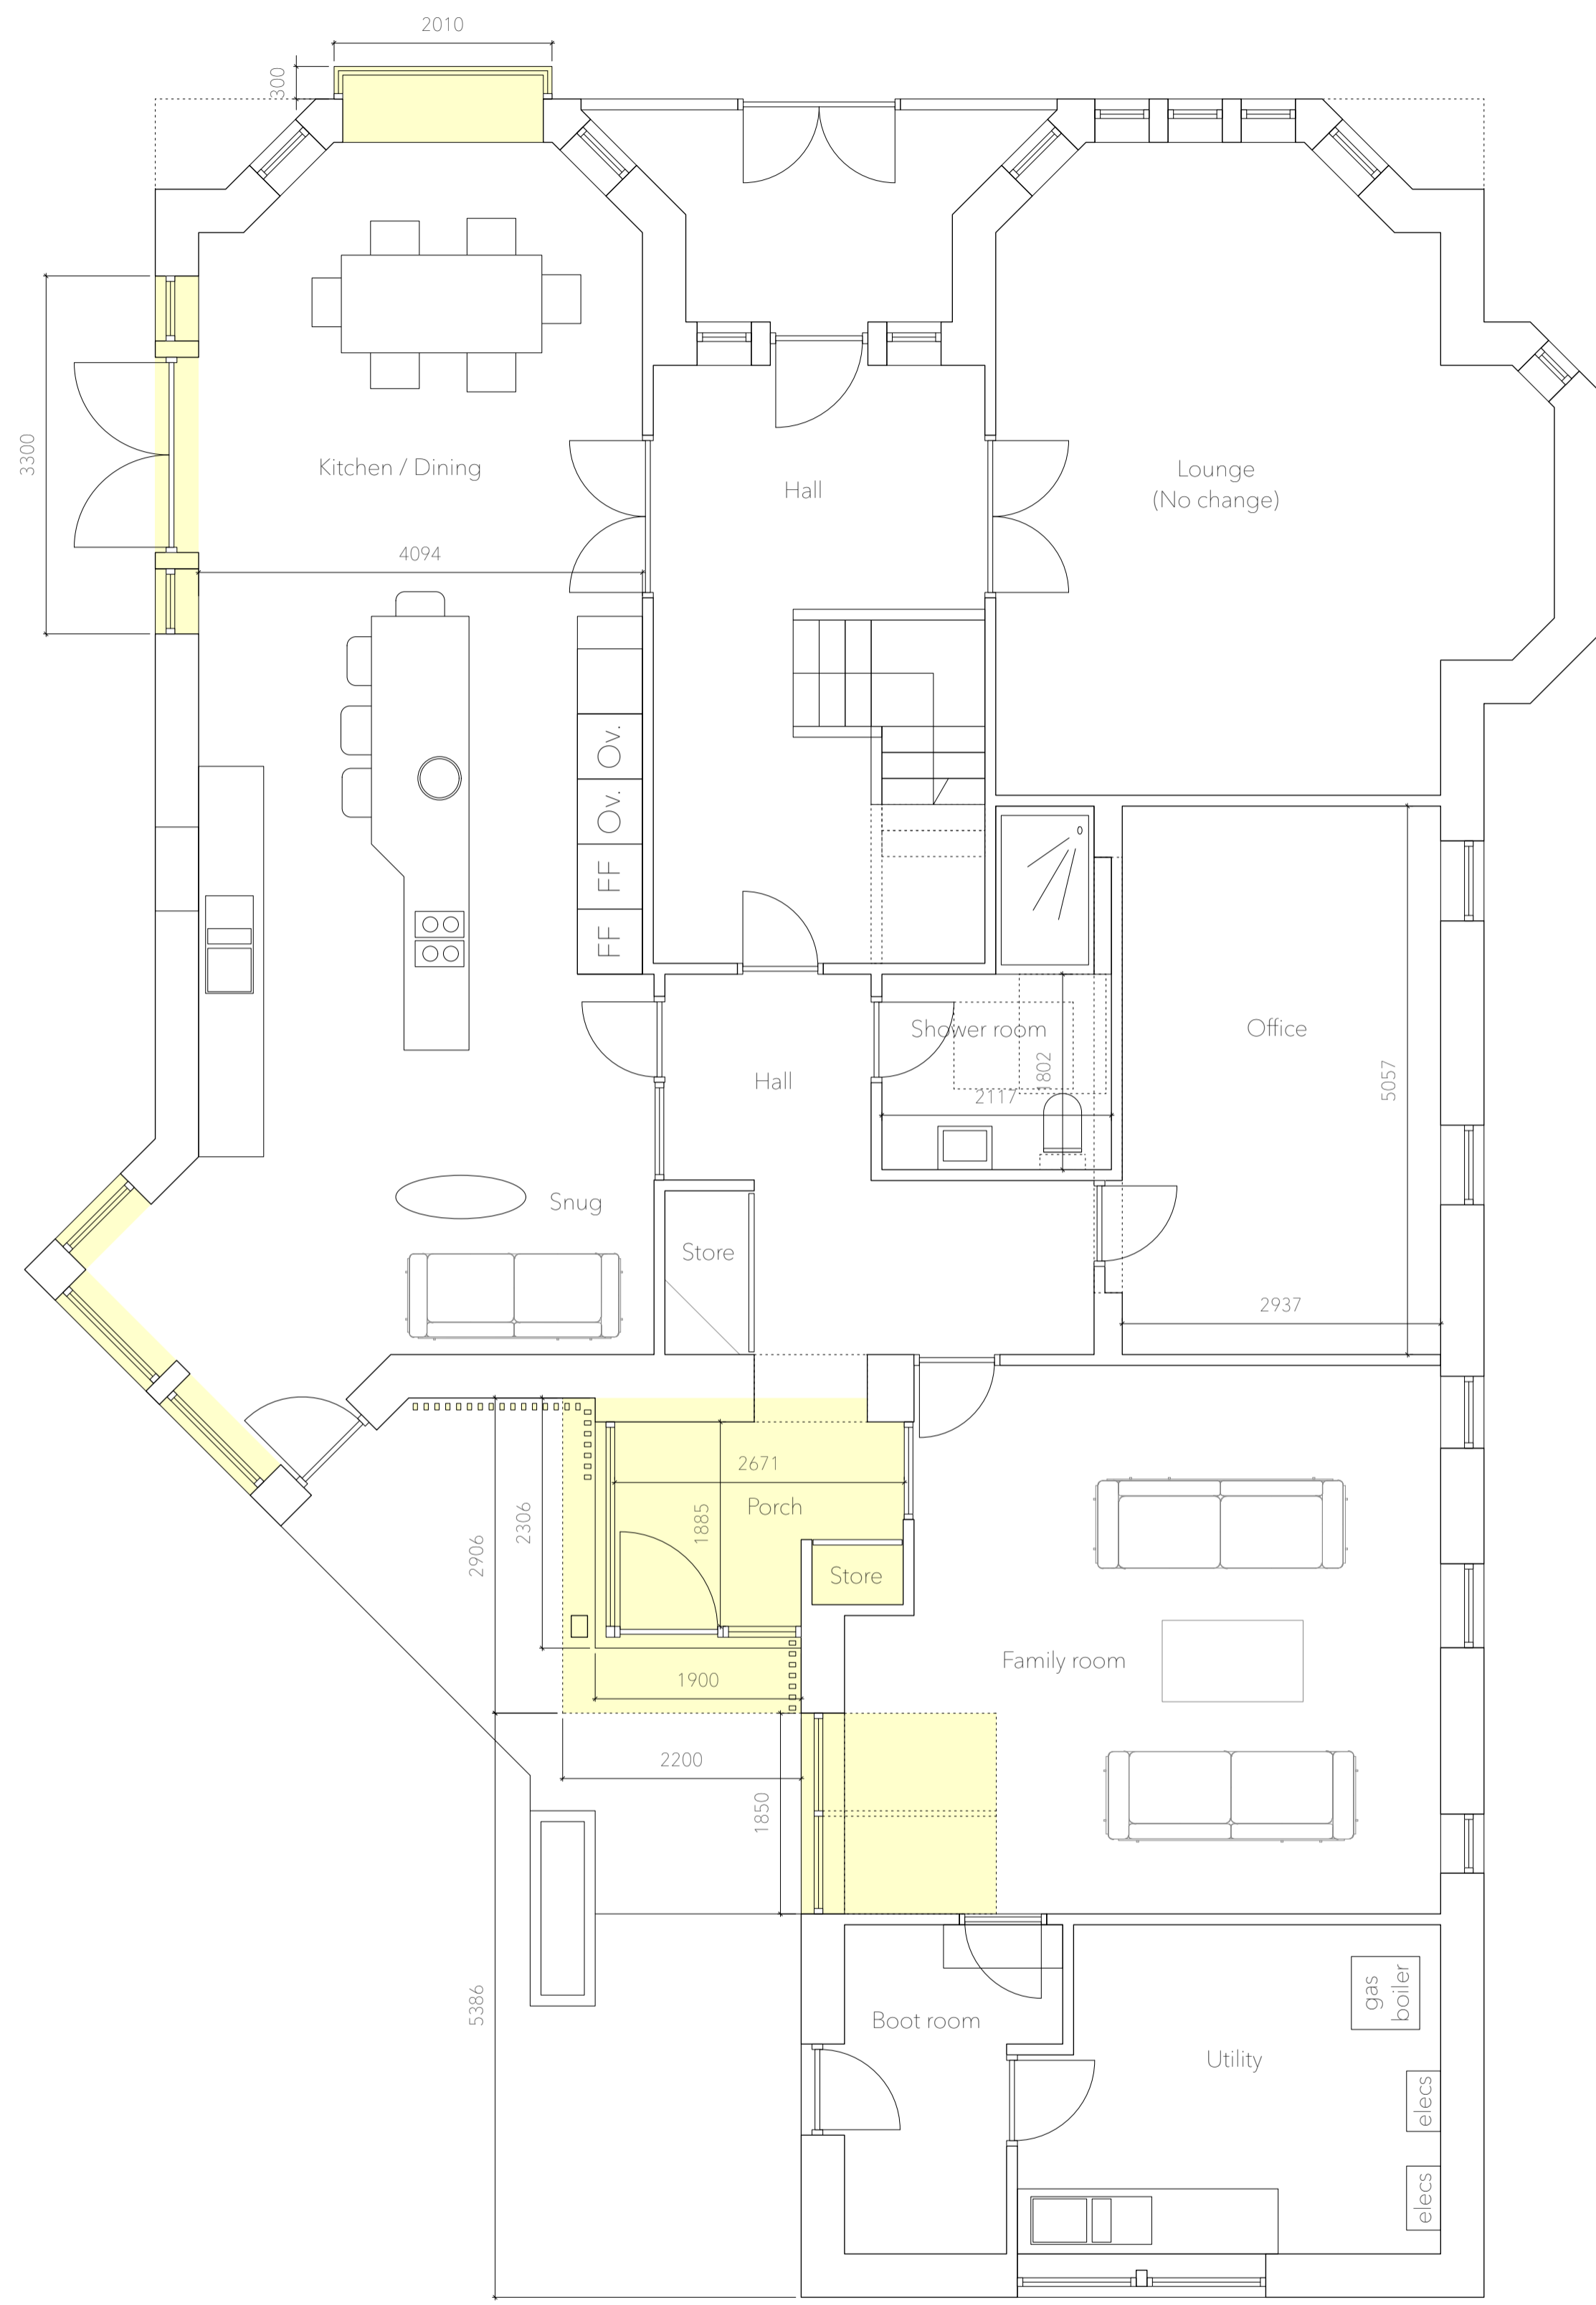 2010
300
3300
Kitchen / Dining
Hall
Lounge
(No change)
4094
Ov.
Ov.
FF
FF
Shower room
1802
2117
Office
5057
Hall
Snug
Store
2937
2671
Porch
1885
2306
2906
Store
1900
Family room
2200
1850
5386
Boot room
gas
boiler
Utility
elecs
elecs